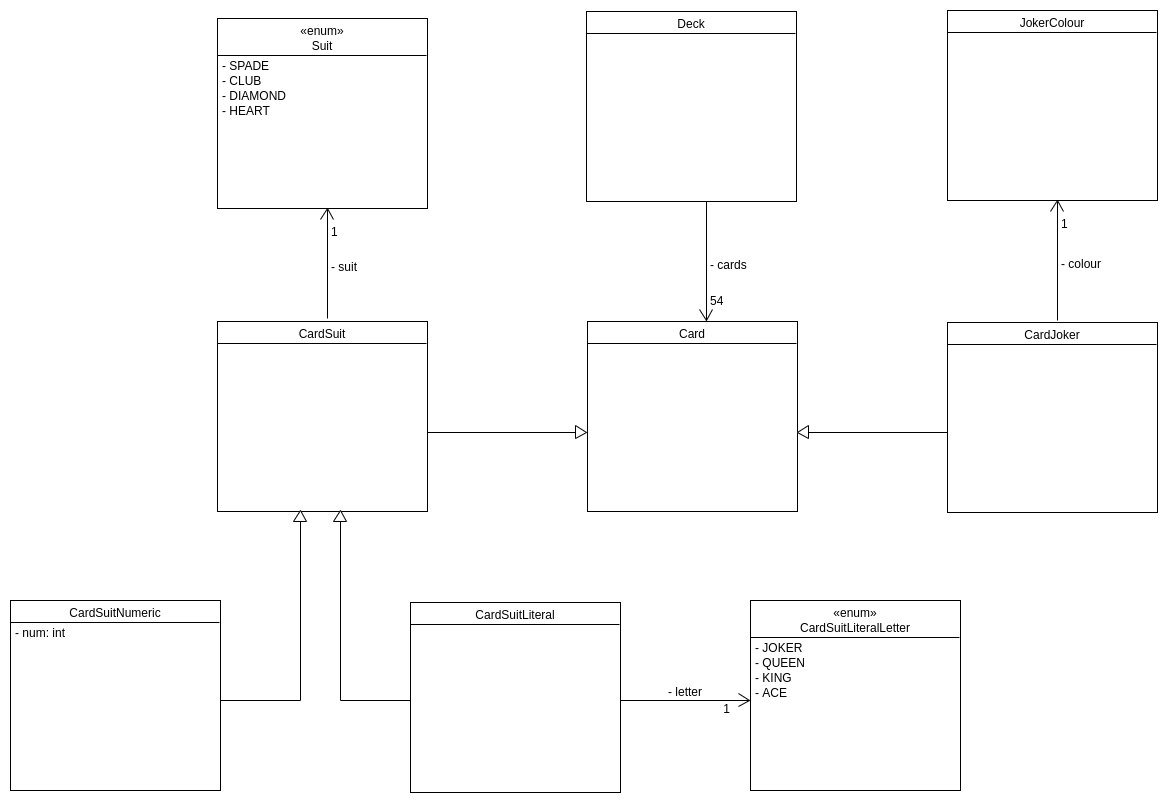 «enum»
Suit
- SPADE
- CLUB
- DIAMOND
- HEART
Deck
JokerColour
1
- suit
- cards
54
1
- colour
CardSuit
Card
CardJoker
CardSuitNumeric
- num: int
CardSuitLiteral
- letter
1
«enum»
CardSuitLiteralLetter
- JOKER
- QUEEN
- KING
- ACE